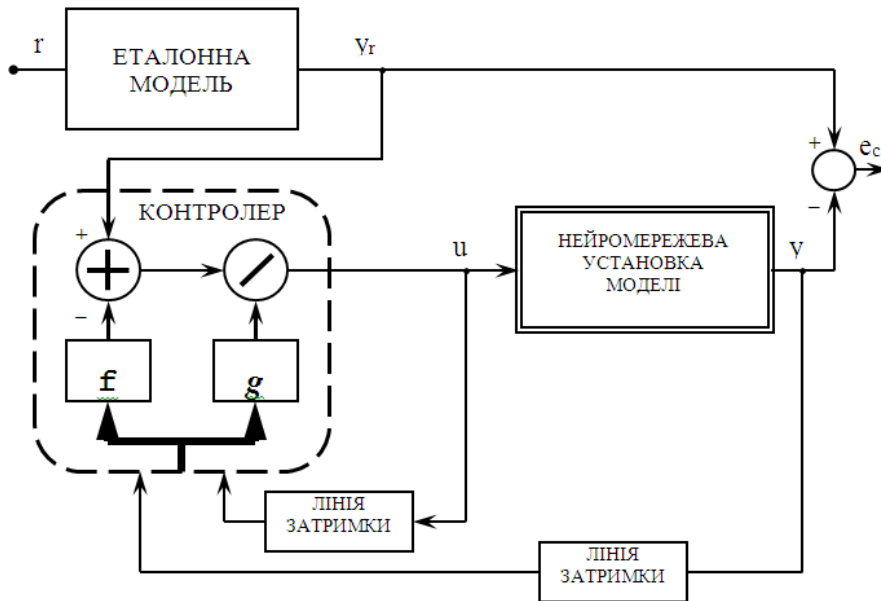 r
ЕТАЛОННА
МОДЕЛЬ
yr
+
ec
−
КОНТРОЛЕР
+
−
f
g
u
НЕЙРОМЕРЕЖЕВА
УСТАНОВКА
МОДЕЛІ
y
ЛІНІЯ
ЗАТРИМКИ
ЛІНІЯ
ЗАТРИМКИ